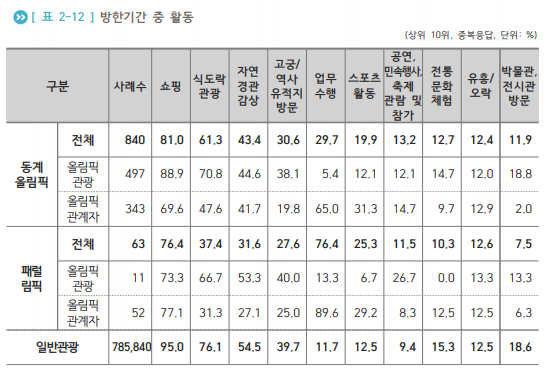 [ 표 2-12 ] 방한기간 중 활동
(상위 10위, 중복응답, 단위: %)
구분 사례수 쇼핑 식도락 관광 자연 경관 감상 고궁/ 역사 유적지 방문 업무 수행 스포츠 활동 공연, 민속행사, 축제 관람 및 참가 전통 문화 체험 유흥/ 오락 박물관, 전시관 방문
동계 올림픽
전체 840 81.0 61.3 43.4 30.6 29.7 19.9 13.2 12.7 12.4 11.9
올림픽 관광 497 88.9 70.8 44.6 38.1 5.4 12.1 12.1 14.7 12.0 18.8
올림픽 관계자 343 69.6 47.6 41.7 19.8 65.0 31.3 14.7 9.7 12.9 2.0
패럴 림픽
전체 63 76.4 37.4 31.6 27.6 76.4 25.3 11.5 10.3 12.6 7.5
올림픽 관광 11 73.3 66.7 53.3 40.0 13.3 6.7 26.7 0.0 13.3 13.3
올림픽 관계자 52 77.1 31.3 27.1 25.0 89.6 29.2 8.3 12.5 12.5 6.3
일반관광 785,840 95.0 76.1 54.5 39.7 11.7 12.5 9.4 15.3 12.5 18.6